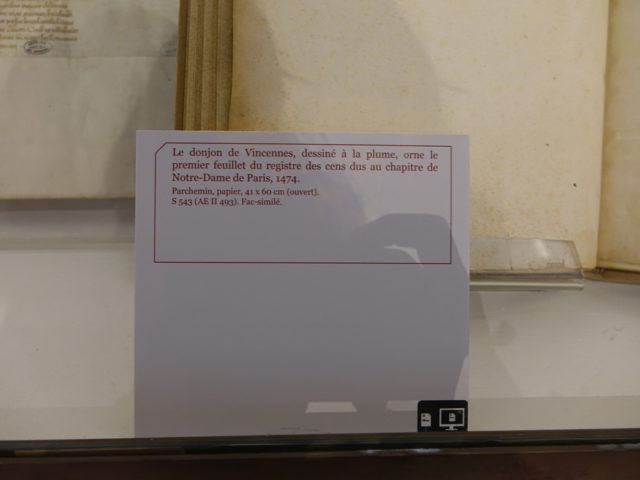 Le donjon de Vincennes, dessiné à la plume, orne le
premier feuillet du registre des cens dus au chapitre de
Notre-Dame de Paris, 1474.
Parchemin, papier, 41 x 60 cm (ouvert).
S 543 (AE II 493). Fac-similé.